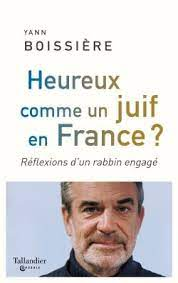 YANN
BOISSIÈRE
Heureux
comme un juif
en France ?
Réflexions d'un rabbin engagé
Tallandier